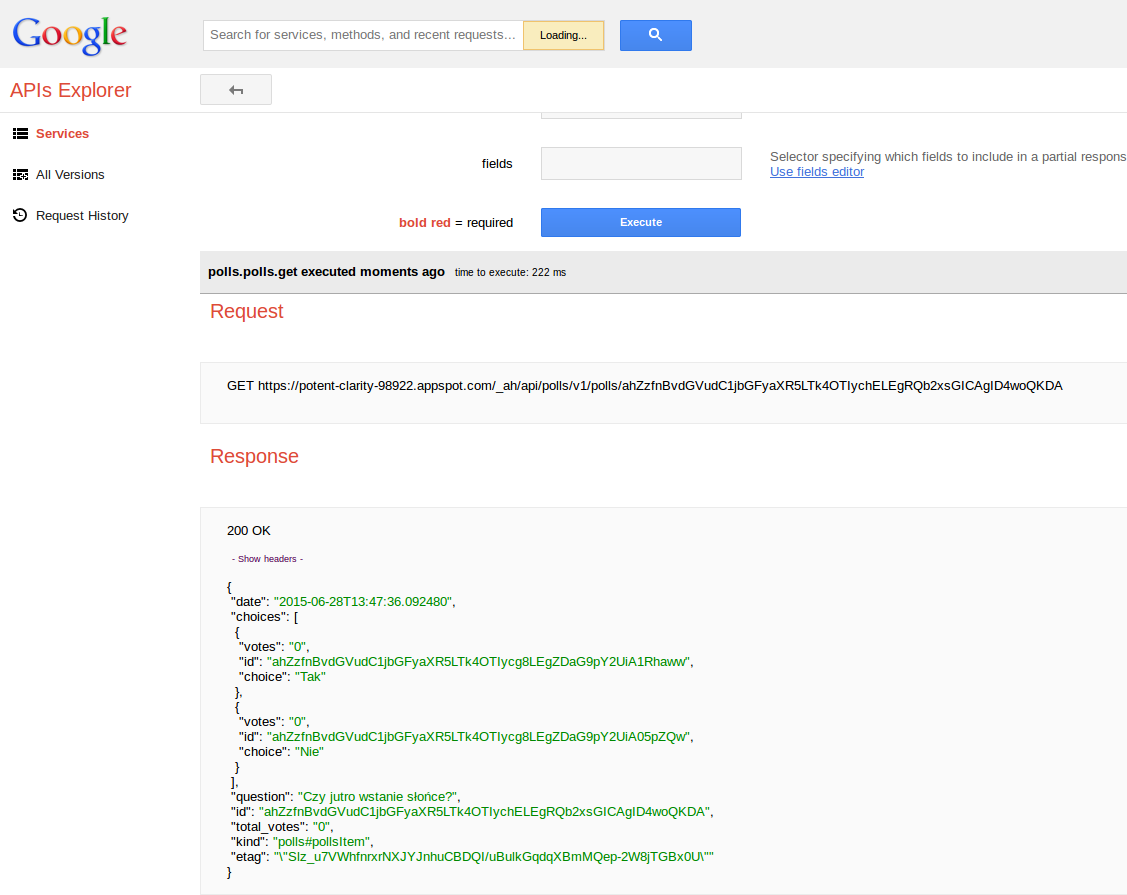 Google
Search for services, methods, and recent requests...
Loading...
APIs Explorer
Services
All Versions
Request History
fields
Selector specifying which fields to include in a partial respons
Use fields editor
bold red = required
Execute
polls.polls.get executed moments ago time to execute: 222 ms
Request
GET https://potent-clarity-98922.appspot.com/_ah/api/polls/v1/polls/ahZzfnBvdGVudC1jbGFyaXR5LTk4OTIychELEgRQb2xsGICAgID4woQKDA
Response
200 OK
- Show headers -
{
"date": "2015-06-28T13:47:36.092480",
"choices": [
{
"votes": "0",
"id": "ahZzfnBvdGVudC1jbGFyaXR5LTk4OTIycg8LEgZDaG9pY2UiA1Rhaww",
"choice": "Tak"
},
{
"votes": "0",
"id": "ahZzfnBvdGVudC1jbGFyaXR5LTk4OTIycg8LEgZDaG9pY2UiA05pZQw",
"choice": "Nie"
}
],
"question": "Czy jutro wstanie słońce?",
"id": "ahZzfnBvdGVudC1jbGFyaXR5LTk4OTIychELEgRQb2xsGICAgID4woQKDA",
"total_votes": "0",
"kind": "polls#pollsItem",
"etag": "\"Slz_u7VWhfnrxrNXJYJnhuCBDQI/uBulkGqdqXBmMQep-2W8jTGBx0U\""
}